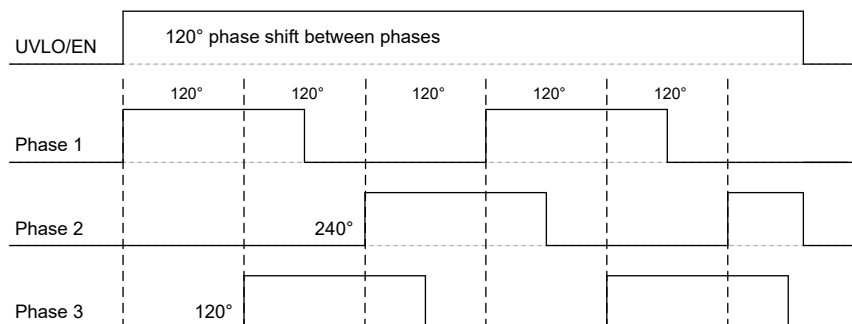 UVLO/EN
120° phase shift between phases
120° 120° 120° 120° 120°
Phase 1
Phase 2 240°
Phase 3 120°